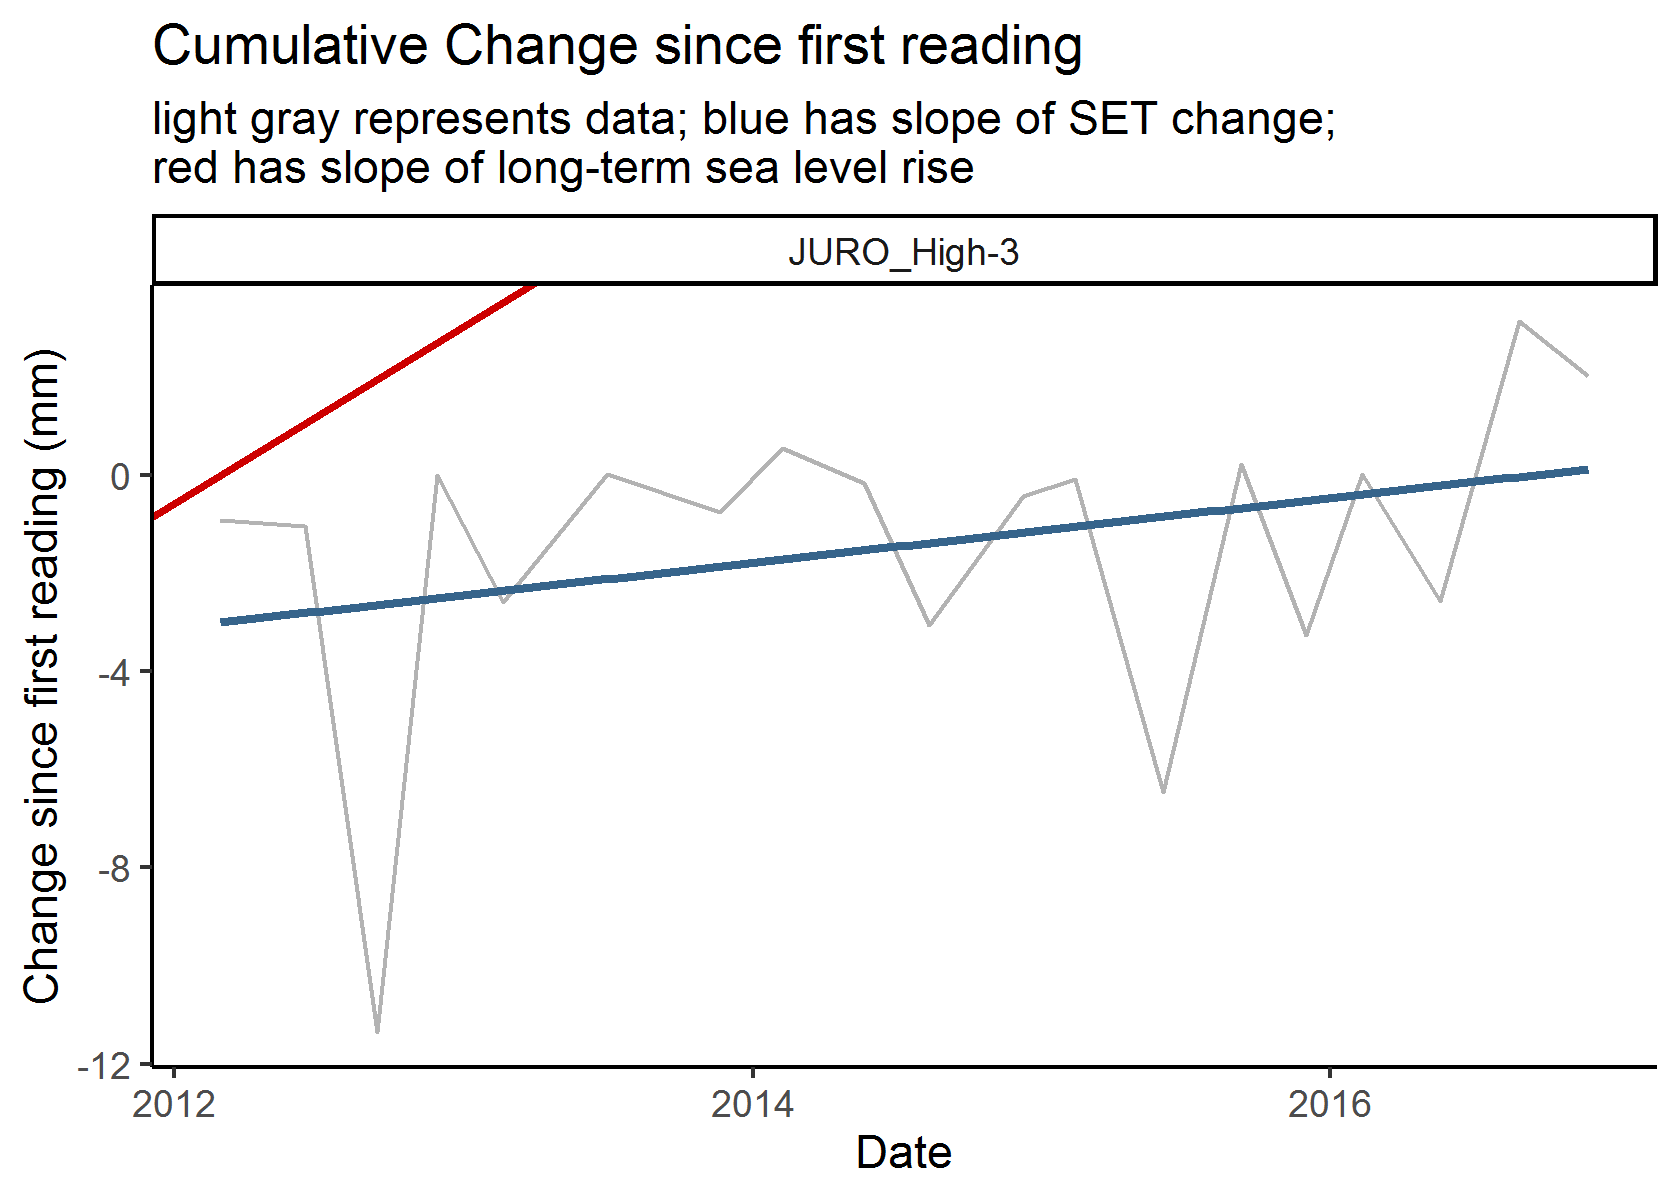 Cumulative Change since first reading
light gray represents data; blue has slope of SET change;
red has slope of long-term sea level rise
JURO_High-3
Change since first reading (mm)
0
-4
-8
-12
2012
2014
2016
Date